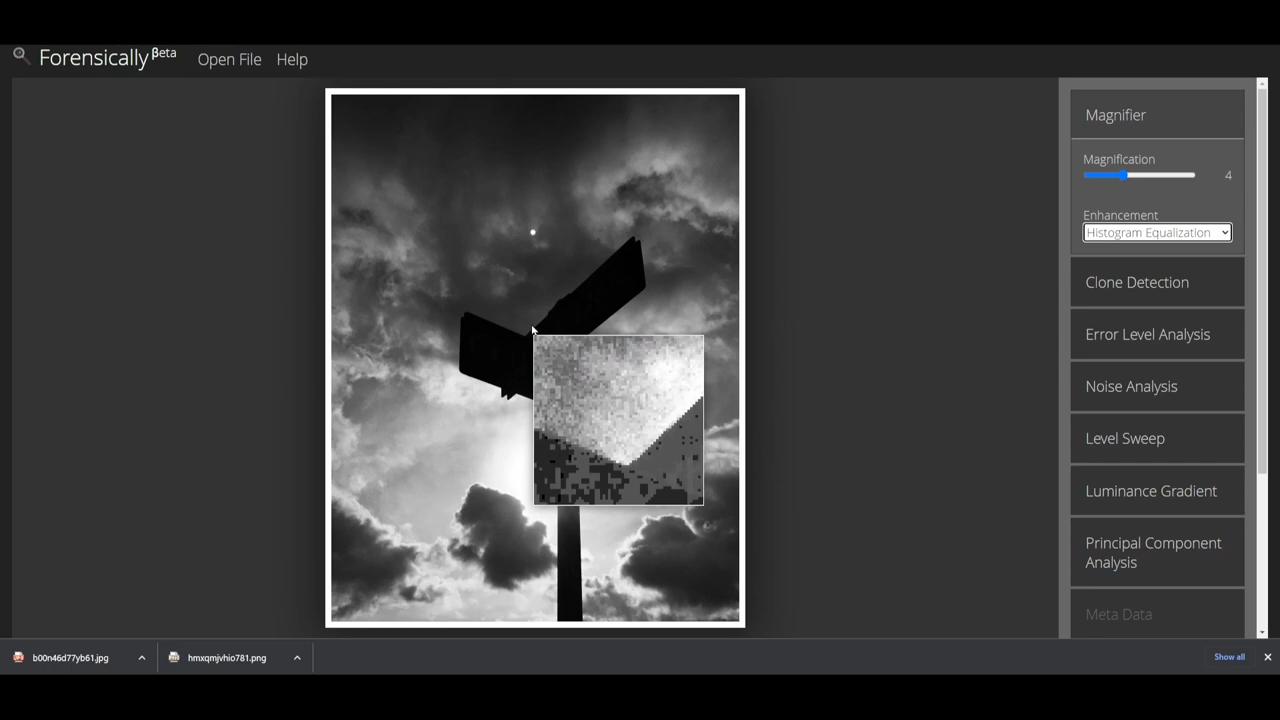 Forensically βeta Open File Help
Magnifier
Magnification
4
Enhancement
Histogram Equalization
Clone Detection
Error Level Analysis
Noise Analysis
Level Sweep
Luminance Gradient
Principal Component
Analysis
Meta Data
b00n46d77yb61.jpg hmxqmjvhio781.png Show all